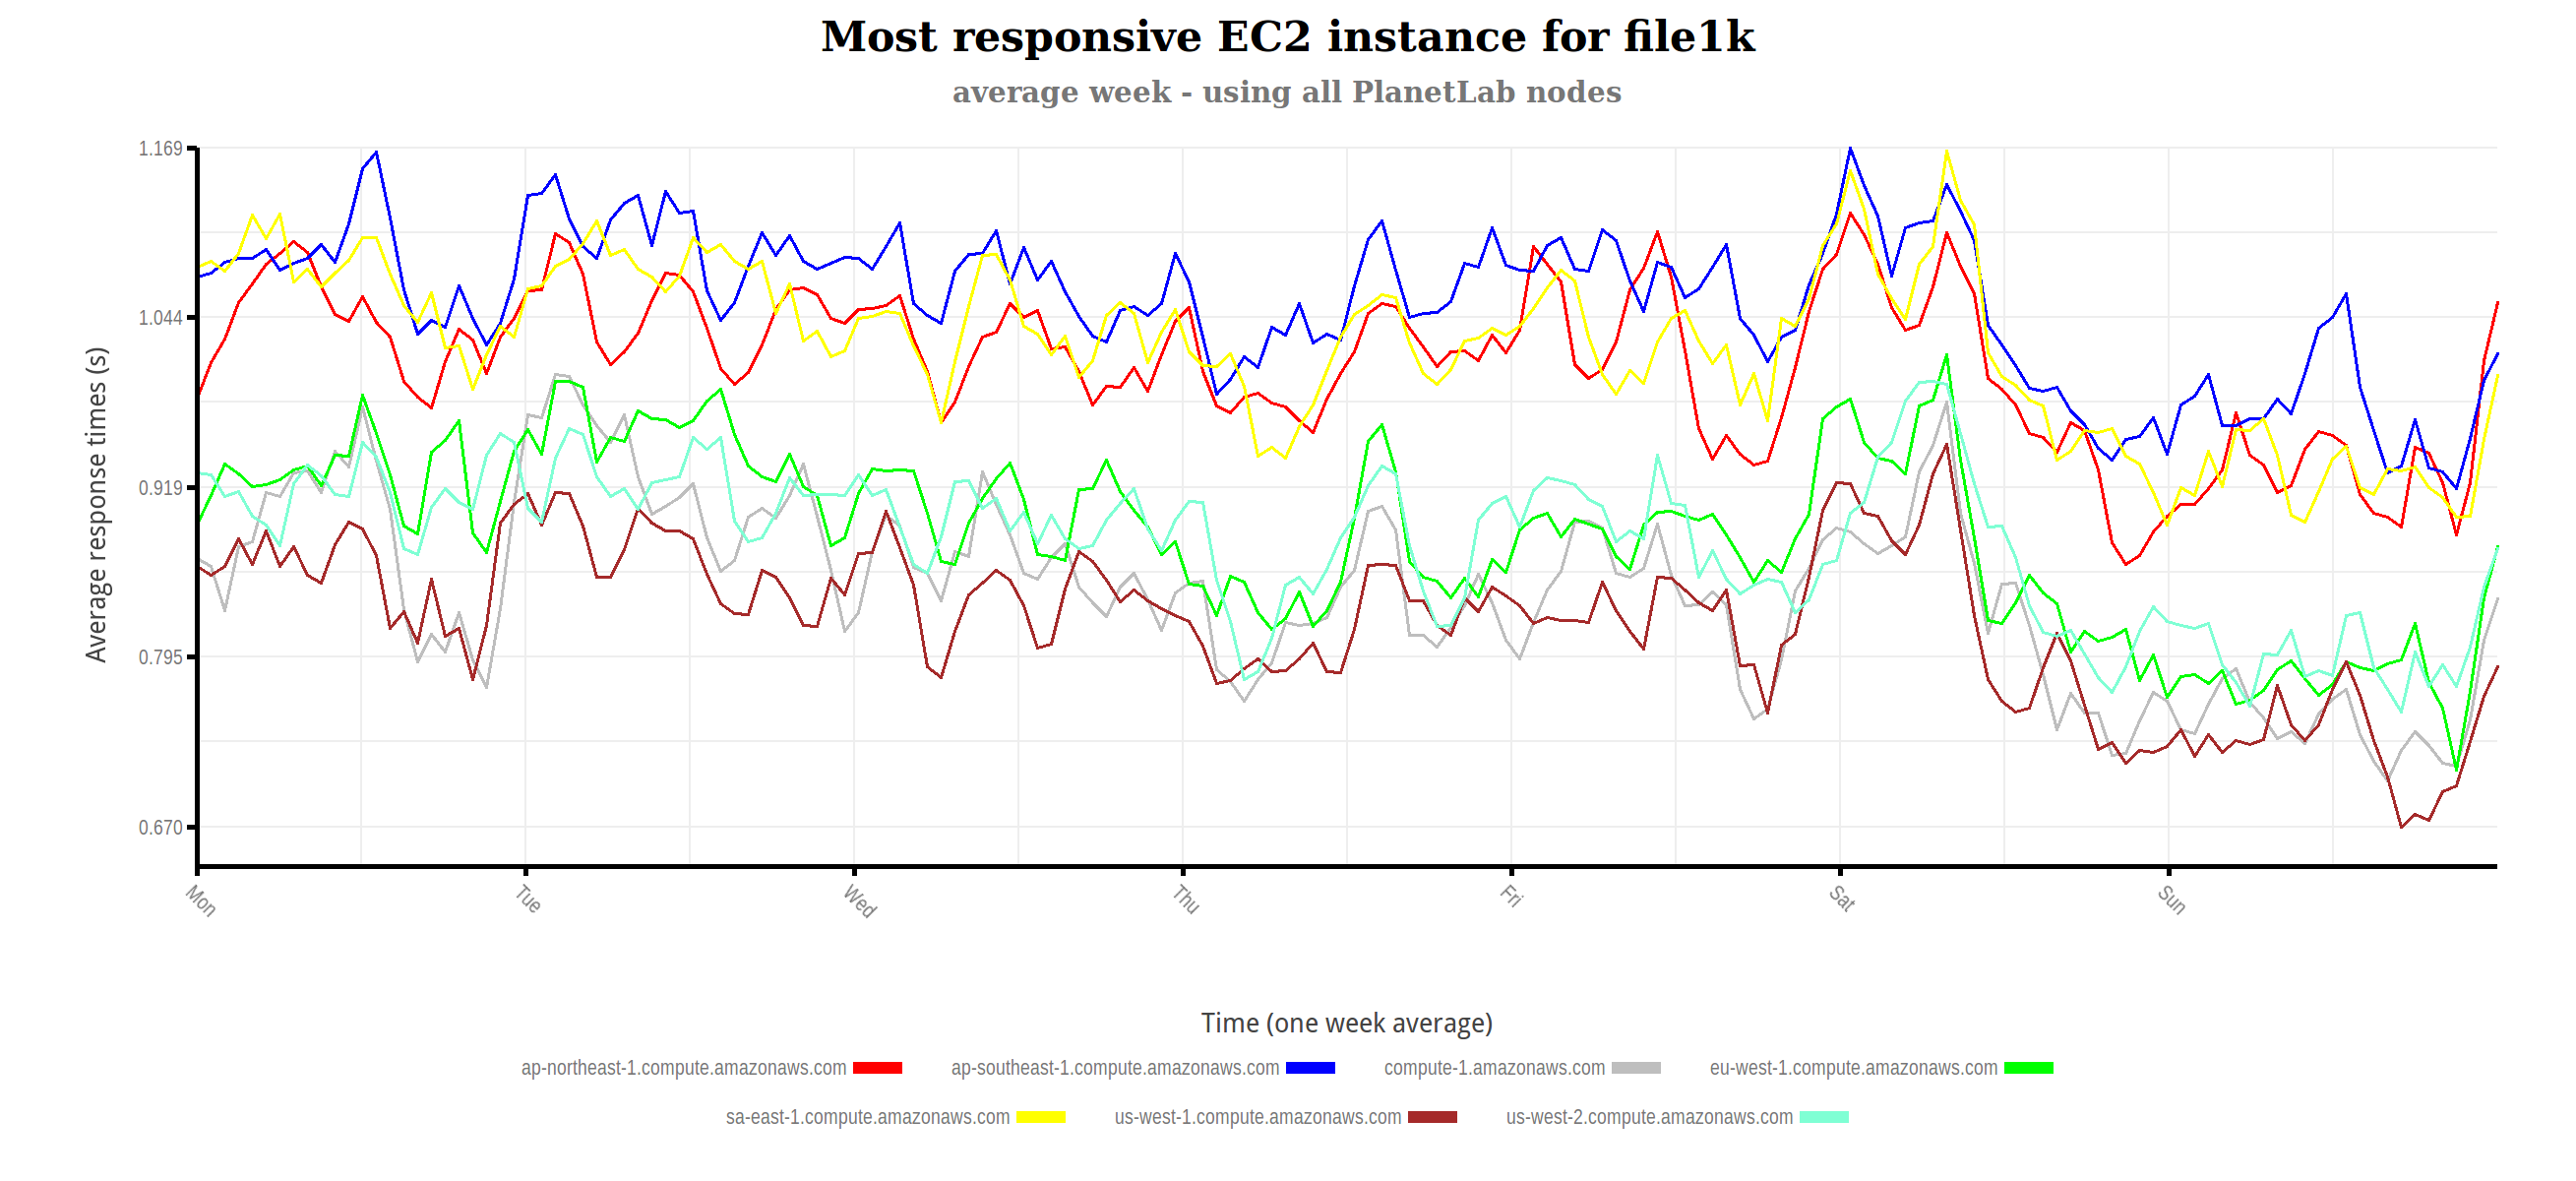 Most responsive EC2 instance for file1k
average week - using all PlanetLab nodes
Average response times (s)
1.169
1.044
0.919
0.795
0.670
Mon Tue Wed Thu Fri Sat Sun
Time (one week average)
ap-northeast-1.compute.amazonaws.com ap-southeast-1.compute.amazonaws.com compute-1.amazonaws.com eu-west-1.compute.amazonaws.com
sa-east-1.compute.amazonaws.com us-west-1.compute.amazonaws.com us-west-2.compute.amazonaws.com